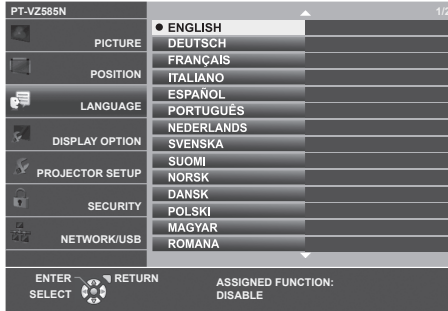 PT-VZ585N
1/2
PICTURE
POSITION
LANGUAGE
DISPLAY OPTION
PROJECTOR SETUP
SECURITY
NETWORK/USB
ENGLISH
DEUTSCH
FRANÇAIS
ITALIANO
ESPAÑOL
PORTUGUÊS
NEDERLANDS
SVENSKA
SUOMI
NORSK
DANSK
POLSKI
MAGYAR
ROMANA
ENTER
RETURN
SELECT
ASSIGNED FUNCTION:
DISABLE